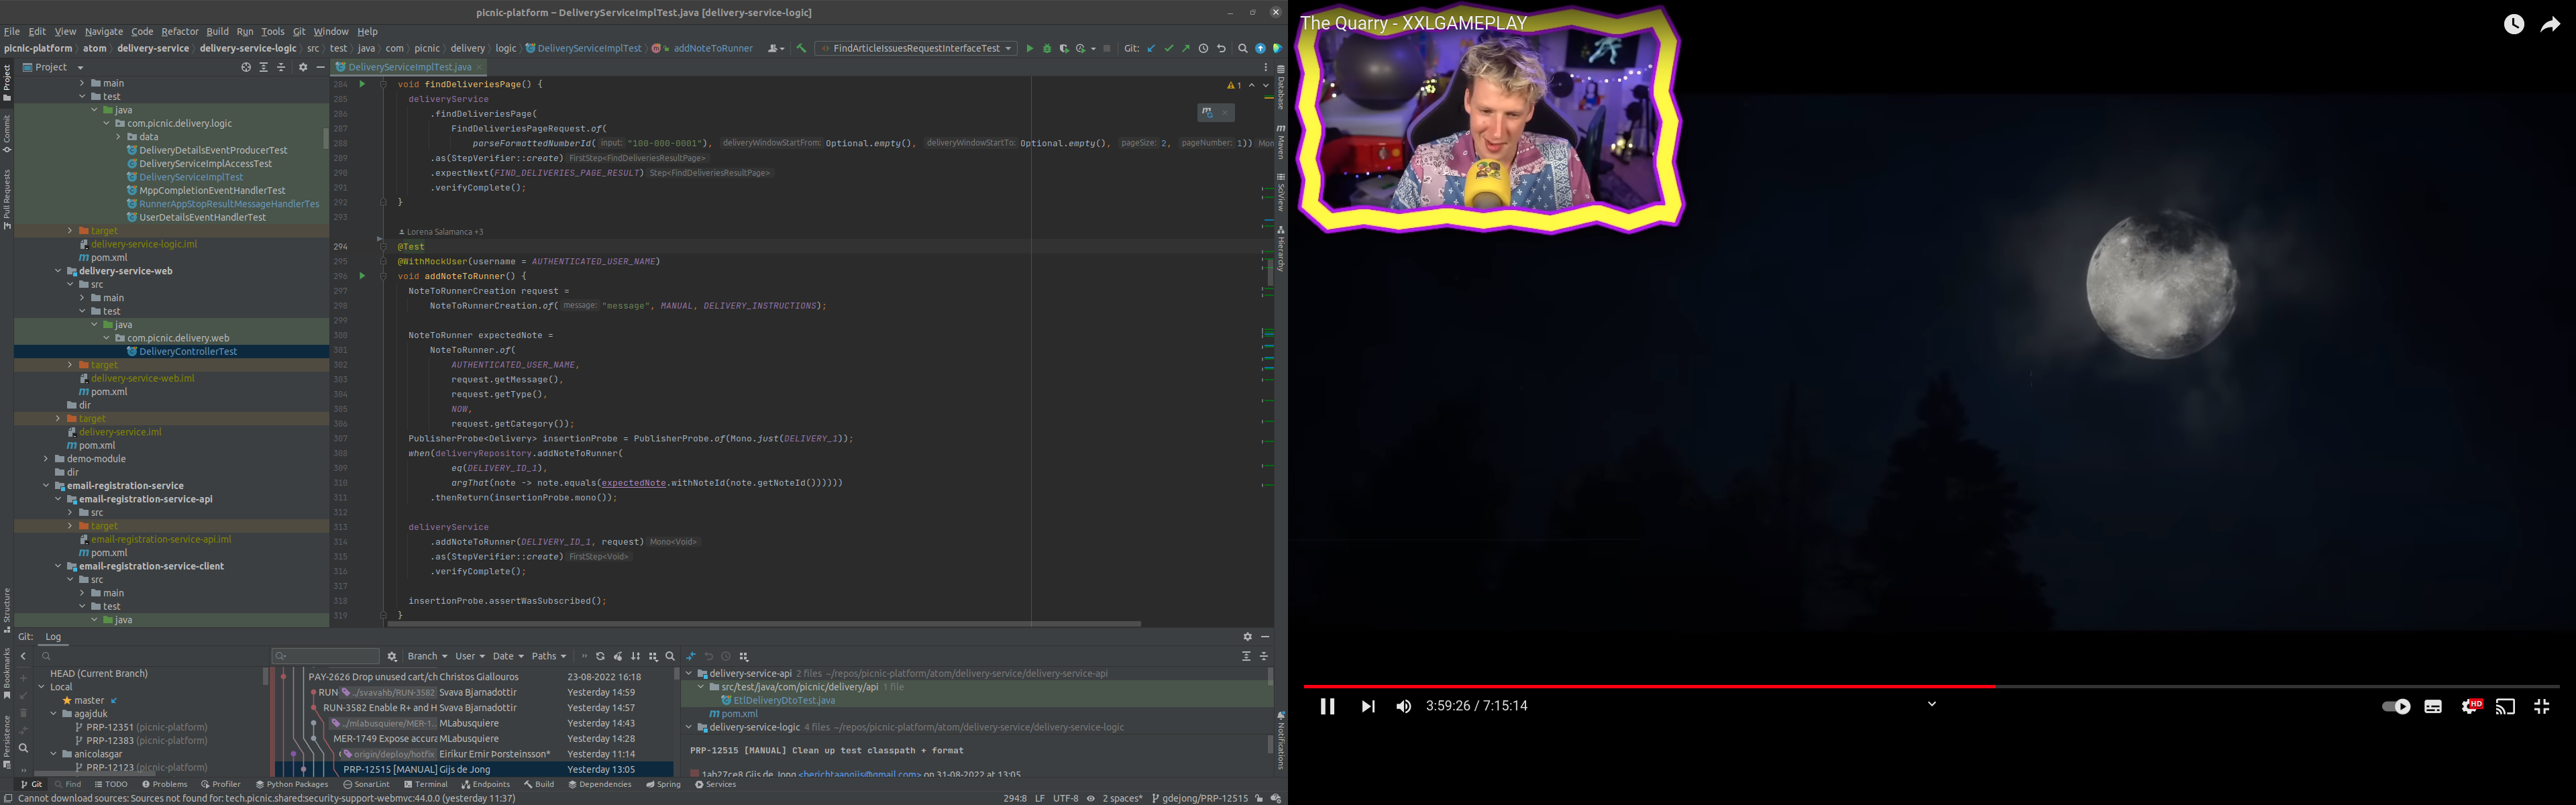 picnic-platform – DeliveryServiceImplTest.java [delivery-service-logic]
File Edit View Navigate Code Refactor Build Run Tools Git Window Help
picnic-platform atom delivery-service delivery-service-logic src test java com picnic delivery logic DeliveryServiceImplTest addNoteToRunner
FindArticleIssuesRequestInterfaceTest Git:
Project
DeliveryServiceImplTest.java
Project
Commit
Pull Requests
Structure
Bookmarks
Persistence
main
test
java
com.picnic.delivery.logic
data
DeliveryDetailsEventProducerTest
DeliveryServiceImplAccessTest
DeliveryServiceImplTest
MppCompletionEventHandlerTest
RunnerAppStopResultMessageHandlerTes
UserDetailsEventHandlerTest
target
delivery-service-logic.iml
pom.xml
delivery-service-web
src
main
test
java
com.picnic.delivery.web
DeliveryControllerTest
target
delivery-service-web.iml
pom.xml
dir
target
delivery-service.iml
pom.xml
demo-module
dir
email-registration-service
email-registration-service-api
src
target
email-registration-service-api.iml
pom.xml
email-registration-service-client
src
main
test
java
284 void findDeliveriesPage() {
285 deliveryService
286 .findDeliveriesPage(
287 FindDeliveriesPageRequest.of(
288 parseFormattedNumberId( input: "100-000-0001"), deliveryWindowStartFrom: Optional.empty(), deliveryWindowStartTo: Optional.empty(), pageSize: 2, pageNumber: 1)) Mon
289 .as(StepVerifier::create) FirstStep<FindDeliveriesResultPage>
290 .expectNext(FIND_DELIVERIES_PAGE_RESULT) Step<FindDeliveriesResultPage>
291 .verifyComplete();
292 }
293
Lorena Salamanca +3
294 @Test
295 @WithMockUser(username = AUTHENTICATED_USER_NAME)
296 void addNoteToRunner() {
297 NoteToRunnerCreation request =
298 NoteToRunnerCreation.of( message: "message", MANUAL, DELIVERY_INSTRUCTIONS);
299
300 NoteToRunner expectedNote =
301 NoteToRunner.of(
302 AUTHENTICATED_USER_NAME,
303 request.getMessage(),
304 request.getType(),
305 NOW,
306 request.getCategory());
307 PublisherProbe<Delivery> insertionProbe = PublisherProbe.of(Mono.just(DELIVERY_1));
308 when(deliveryRepository.addNoteToRunner(
309 eq(DELIVERY_ID_1),
310 argThat(note -> note.equals(expectedNote.withNoteId(note.getNoteId())))))
311 .thenReturn(insertionProbe.mono());
312
313 deliveryService
314 .addNoteToRunner(DELIVERY_ID_1, request) Mono<Void>
315 .as(StepVerifier::create) FirstStep<Void>
316 .verifyComplete();
317
318 insertionProbe.assertWasSubscribed();
319 }
1
Database
Maven
SciView
Hierarchy
Notifications
Git: Log
Branch User Date Paths
HEAD (Current Branch)
Local
master
agajduk
PRP-12351 (picnic-platform)
PRP-12383 (picnic-platform)
anicolasgar
PRP-12123 (picnic-platform)
PAY-2626 Drop unused cart/ch Christos Giallouros 23-08-2022 16:18
RUN ../svavahb/RUN-3582 Svava Bjarnadottir Yesterday 14:59
RUN-3582 Enable R+ and H Svava Bjarnadottir Yesterday 14:57
../mlabusquiere/MER-1... MLabusquiere Yesterday 14:43
MER-1749 Expose accura MLabusquiere Yesterday 14:28
origin/deploy/hotfix Eiríkur Ernir Þorsteinsson* Yesterday 11:14
PRP-12515 [MANUAL] Gijs de Jong Yesterday 13:05
delivery-service-api 2 files ~/repos/picnic-platform/atom/delivery-service/delivery-service-api
src/test/java/com/picnic/delivery/api 1 file
EtlDeliveryDtoTest.java
pom.xml
delivery-service-logic 4 files ~/repos/picnic-platform/atom/delivery-service/delivery-service-logic
PRP-12515 [MANUAL] Clean up test classpath + format
1ab27ce8 Gijs de Jong <berichtaangijs@gmail.com> on 31-08-2022 at 13:05
Git Find TODO Problems Profiler Python Packages SonarLint Terminal Endpoints Build Dependencies Spring Services
Cannot download sources: Sources not found for: tech.picnic.shared:security-support-webmvc:44.0.0 (yesterday 11:37)
294:8 LF UTF-8 2 spaces* gdejong/PRP-12515
The Quarry - XXLGAMEPLAY
3:59:26 / 7:15:14
HD